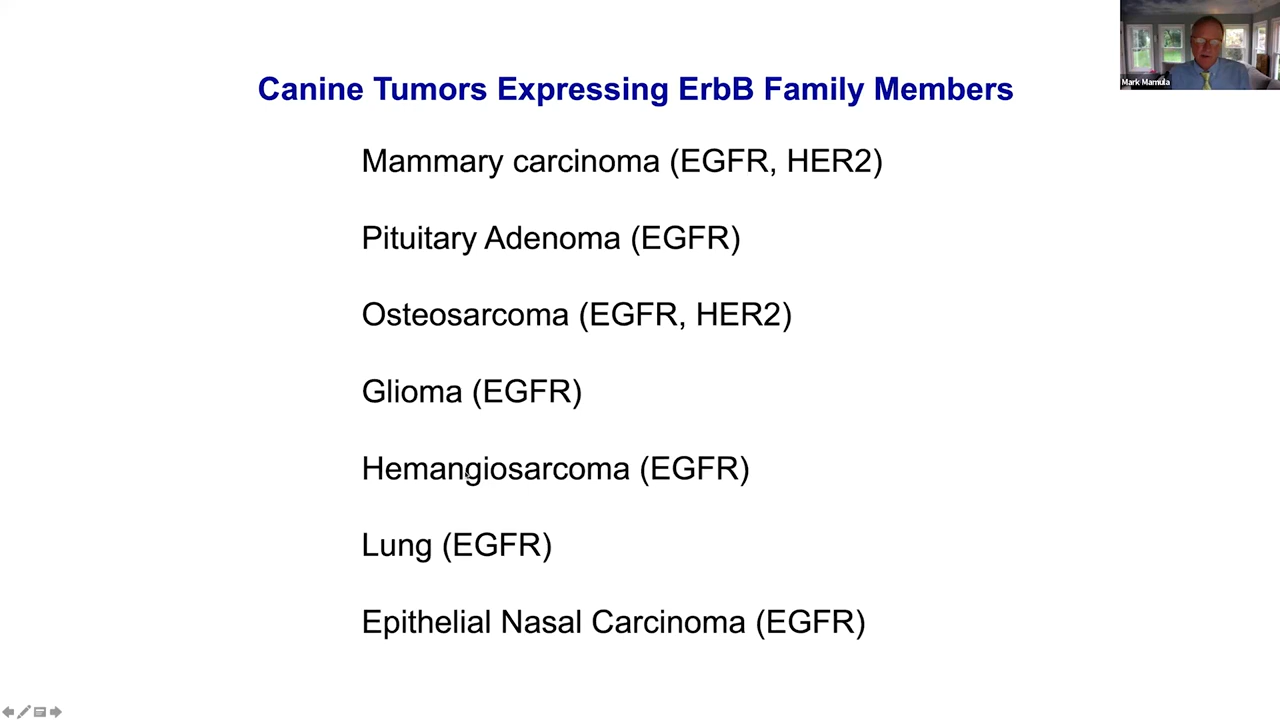 Canine Tumors Expressing ErbB Family Members
Mark Mamula
Mammary carcinoma (EGFR, HER2)
Pituitary Adenoma (EGFR)
Osteosarcoma (EGFR, HER2)
Glioma (EGFR)
Hemangiosarcoma (EGFR)
Lung (EGFR)
Epithelial Nasal Carcinoma (EGFR)